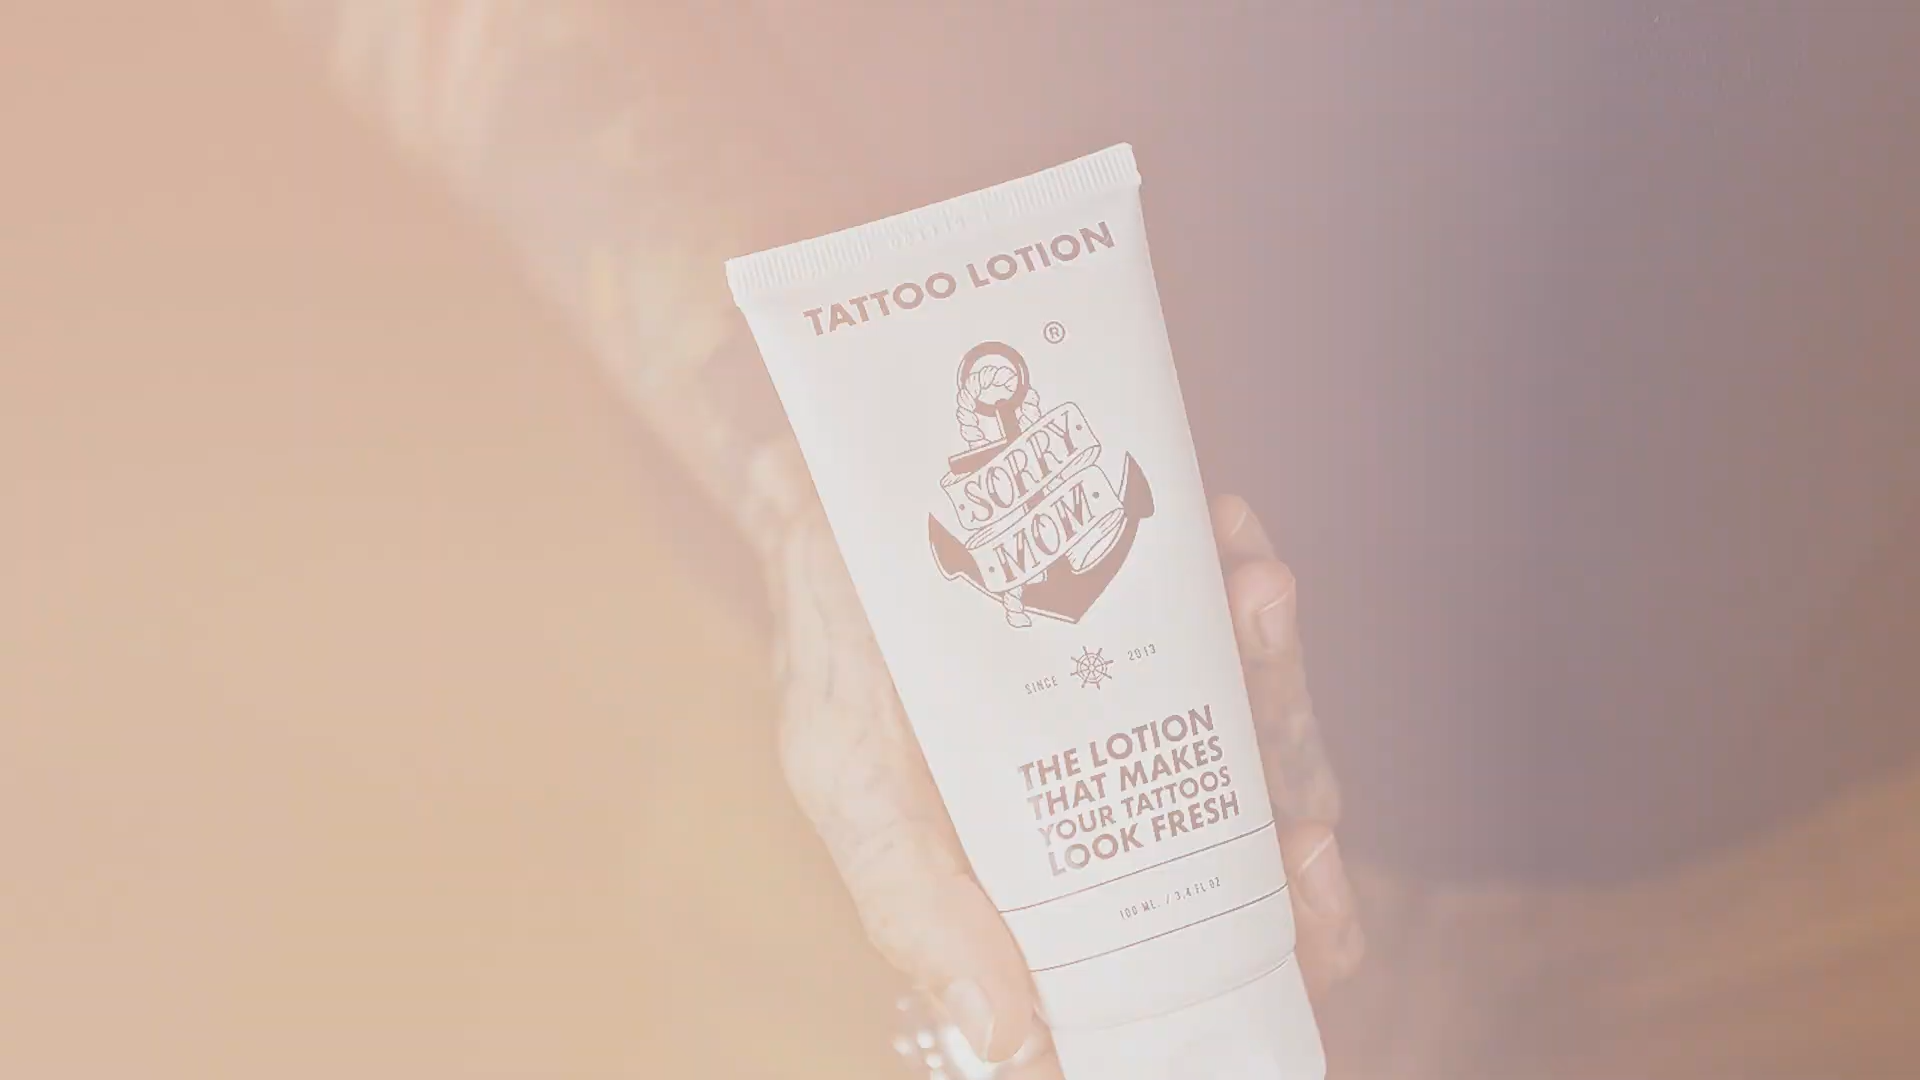 TATTOO LOTION
®
SORRY
MOM
SINCE 2013
THE LOTION
THAT MAKES
YOUR TATTOOS
LOOK FRESH
100 ML. / 3.4 FL OZ